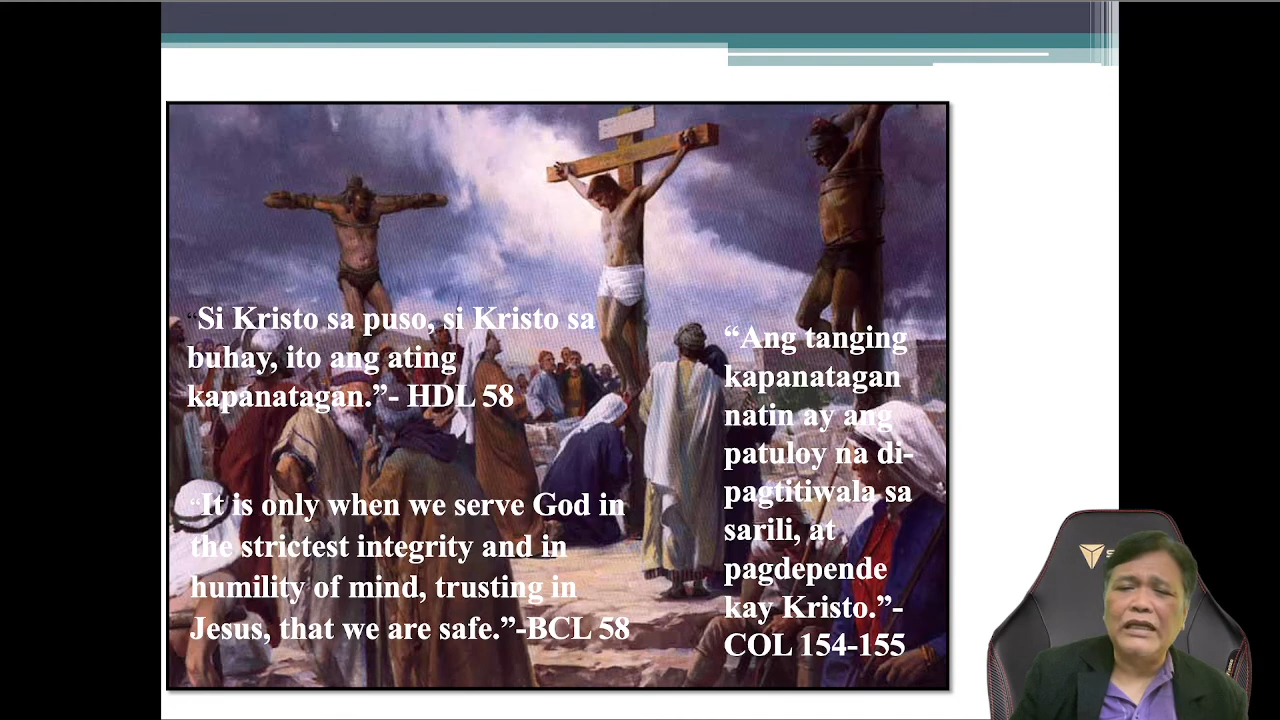 “Si Kristo sa puso, si Kristo sa
buhay, ito ang ating
kapanatagan.”- HDL 58
“It is only when we serve God in
the strictest integrity and in
humility of mind, trusting in
Jesus, that we are safe.”-BCL 58
“Ang tanging
kapanatagan
natin ay ang
patuloy na di-
pagtitiwala sa
sarili, at
pagdepende
kay Kristo.”-
COL 154-155